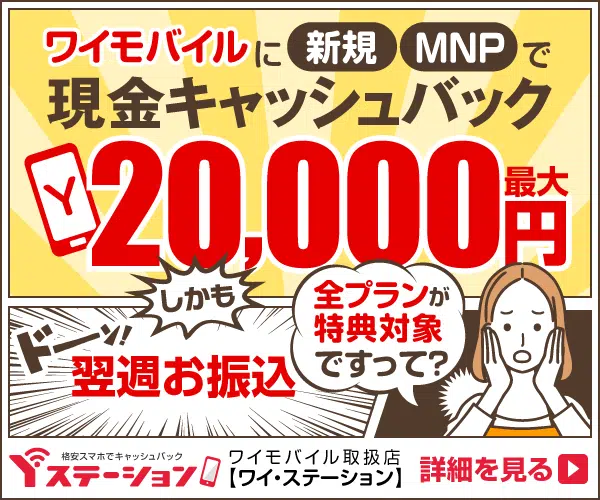 ワイモバイルに 新規 MNPで
現金キャッシュバック
Y
最大
20,000円
しかも
ドーン!
翌週お振込
全プランが
特典対象
ですって?
格安スマホでキャッシュバック
Yステーション
ワイモバイル取扱店
【ワイ・ステーション】
詳細を見る